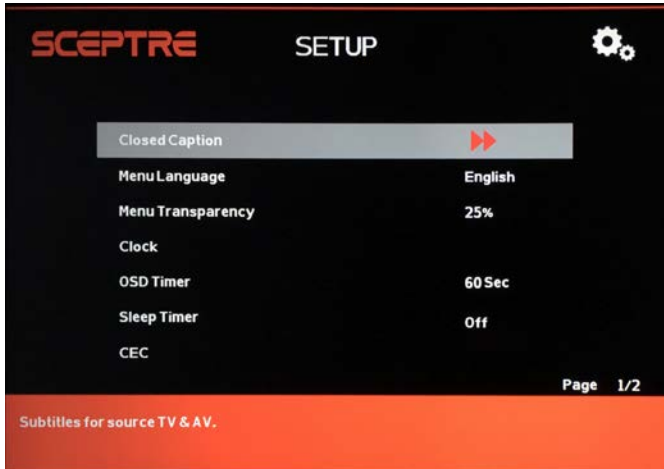 SCEPTRE SETUP
Closed Caption
Menu Language English
Menu Transparency 25%
Clock
OSD Timer 60 Sec
Sleep Timer Off
CEC
Page 1/2
Subtitles for source TV & AV.